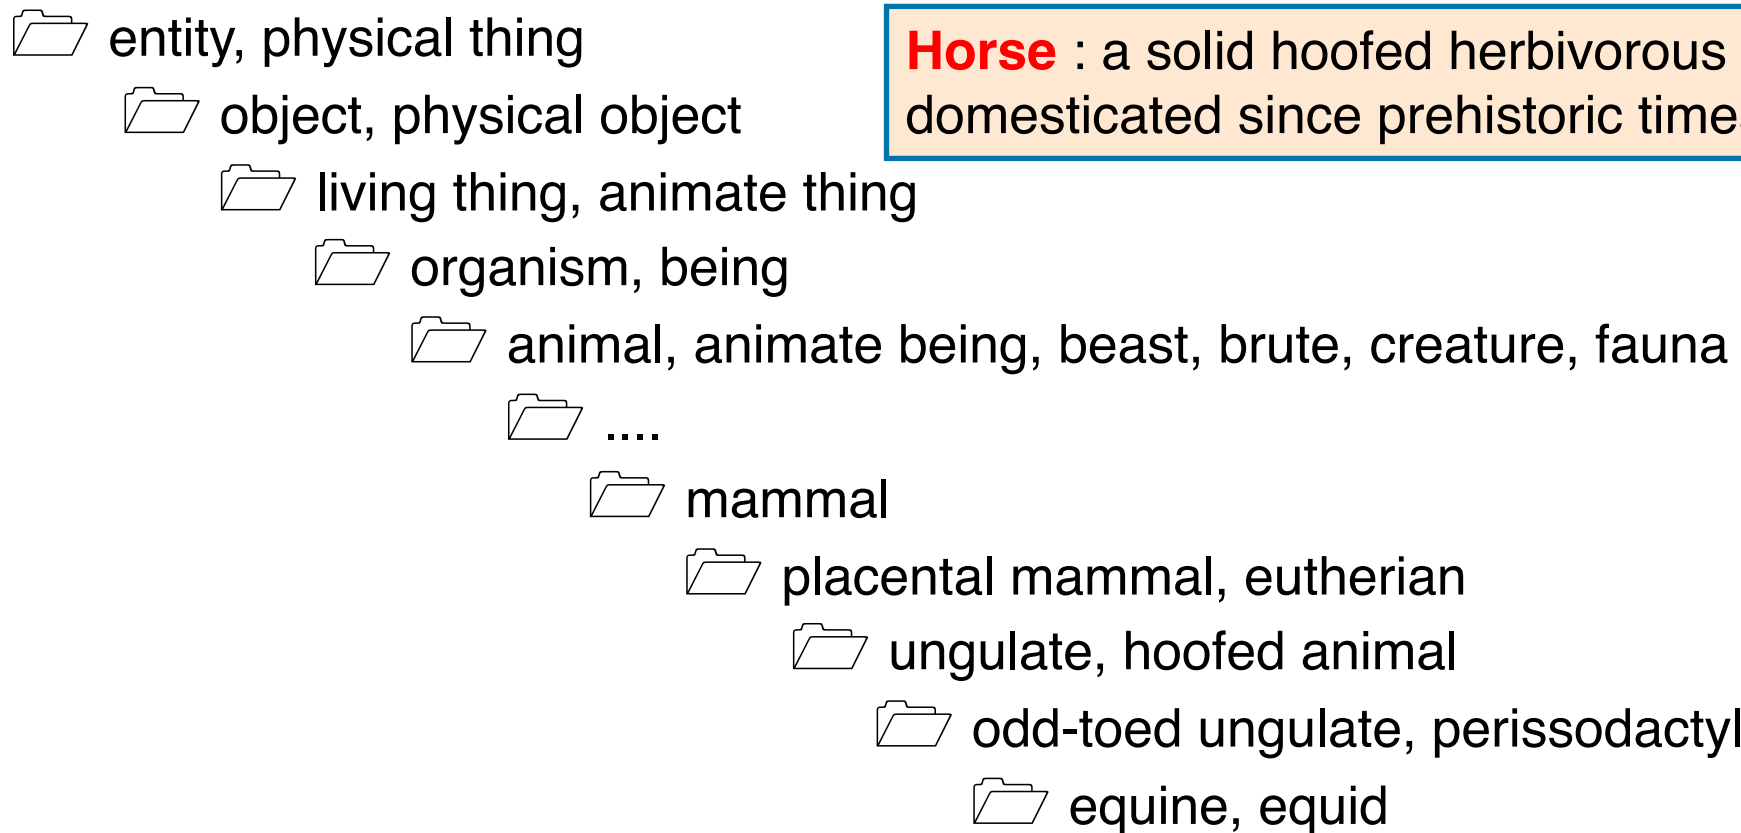 entity, physical thing
object, physical object
living thing, animate thing
organism, being
animal, animate being, beast, brute, creature, fauna
....
mammal
placental mammal, eutherian
ungulate, hoofed animal
odd-toed ungulate, perissodactyl
equine, equid
Horse : a solid hoofed herbivorous
domesticated since prehistoric